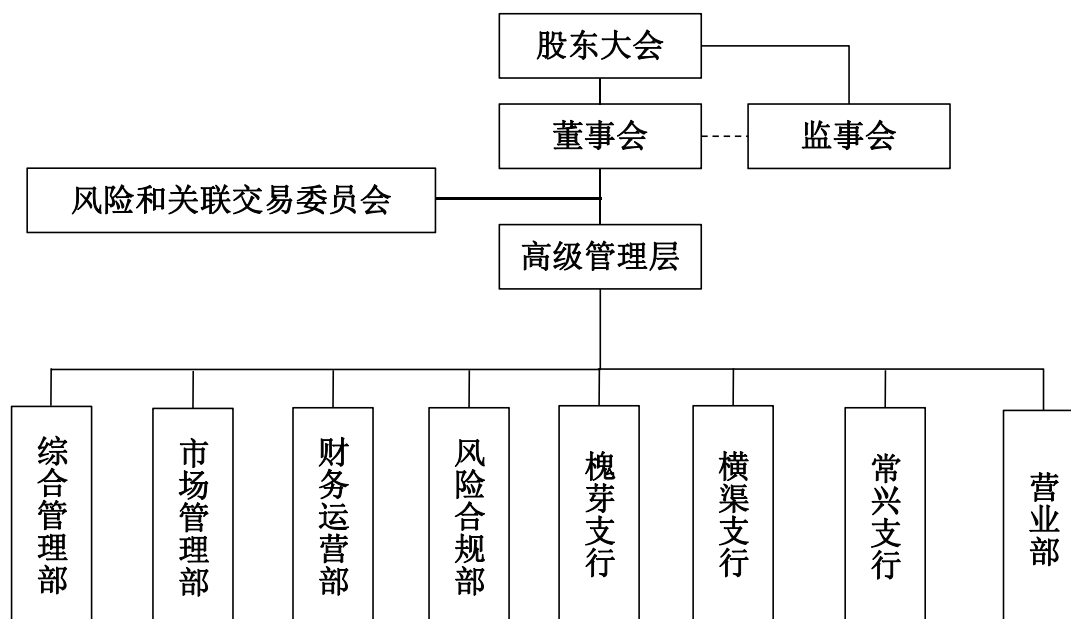 股东大会
董事会
监事会
风险和关联交易委员会
高级管理层
综合管理部
市场管理部
财务运营部
风险合规部
槐芽支行
横渠支行
常兴支行
营业部